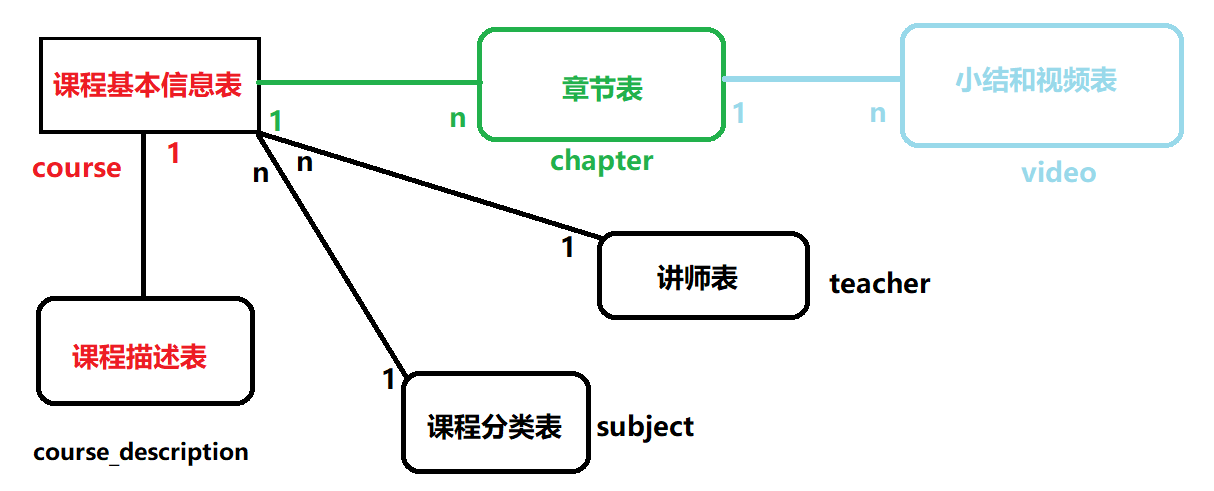 课程基本信息表
章节表
小结和视频表
1
n
1
n
course
1
n
n
chapter
video
1
讲师表
teacher
课程描述表
1
课程分类表
subject
course_description